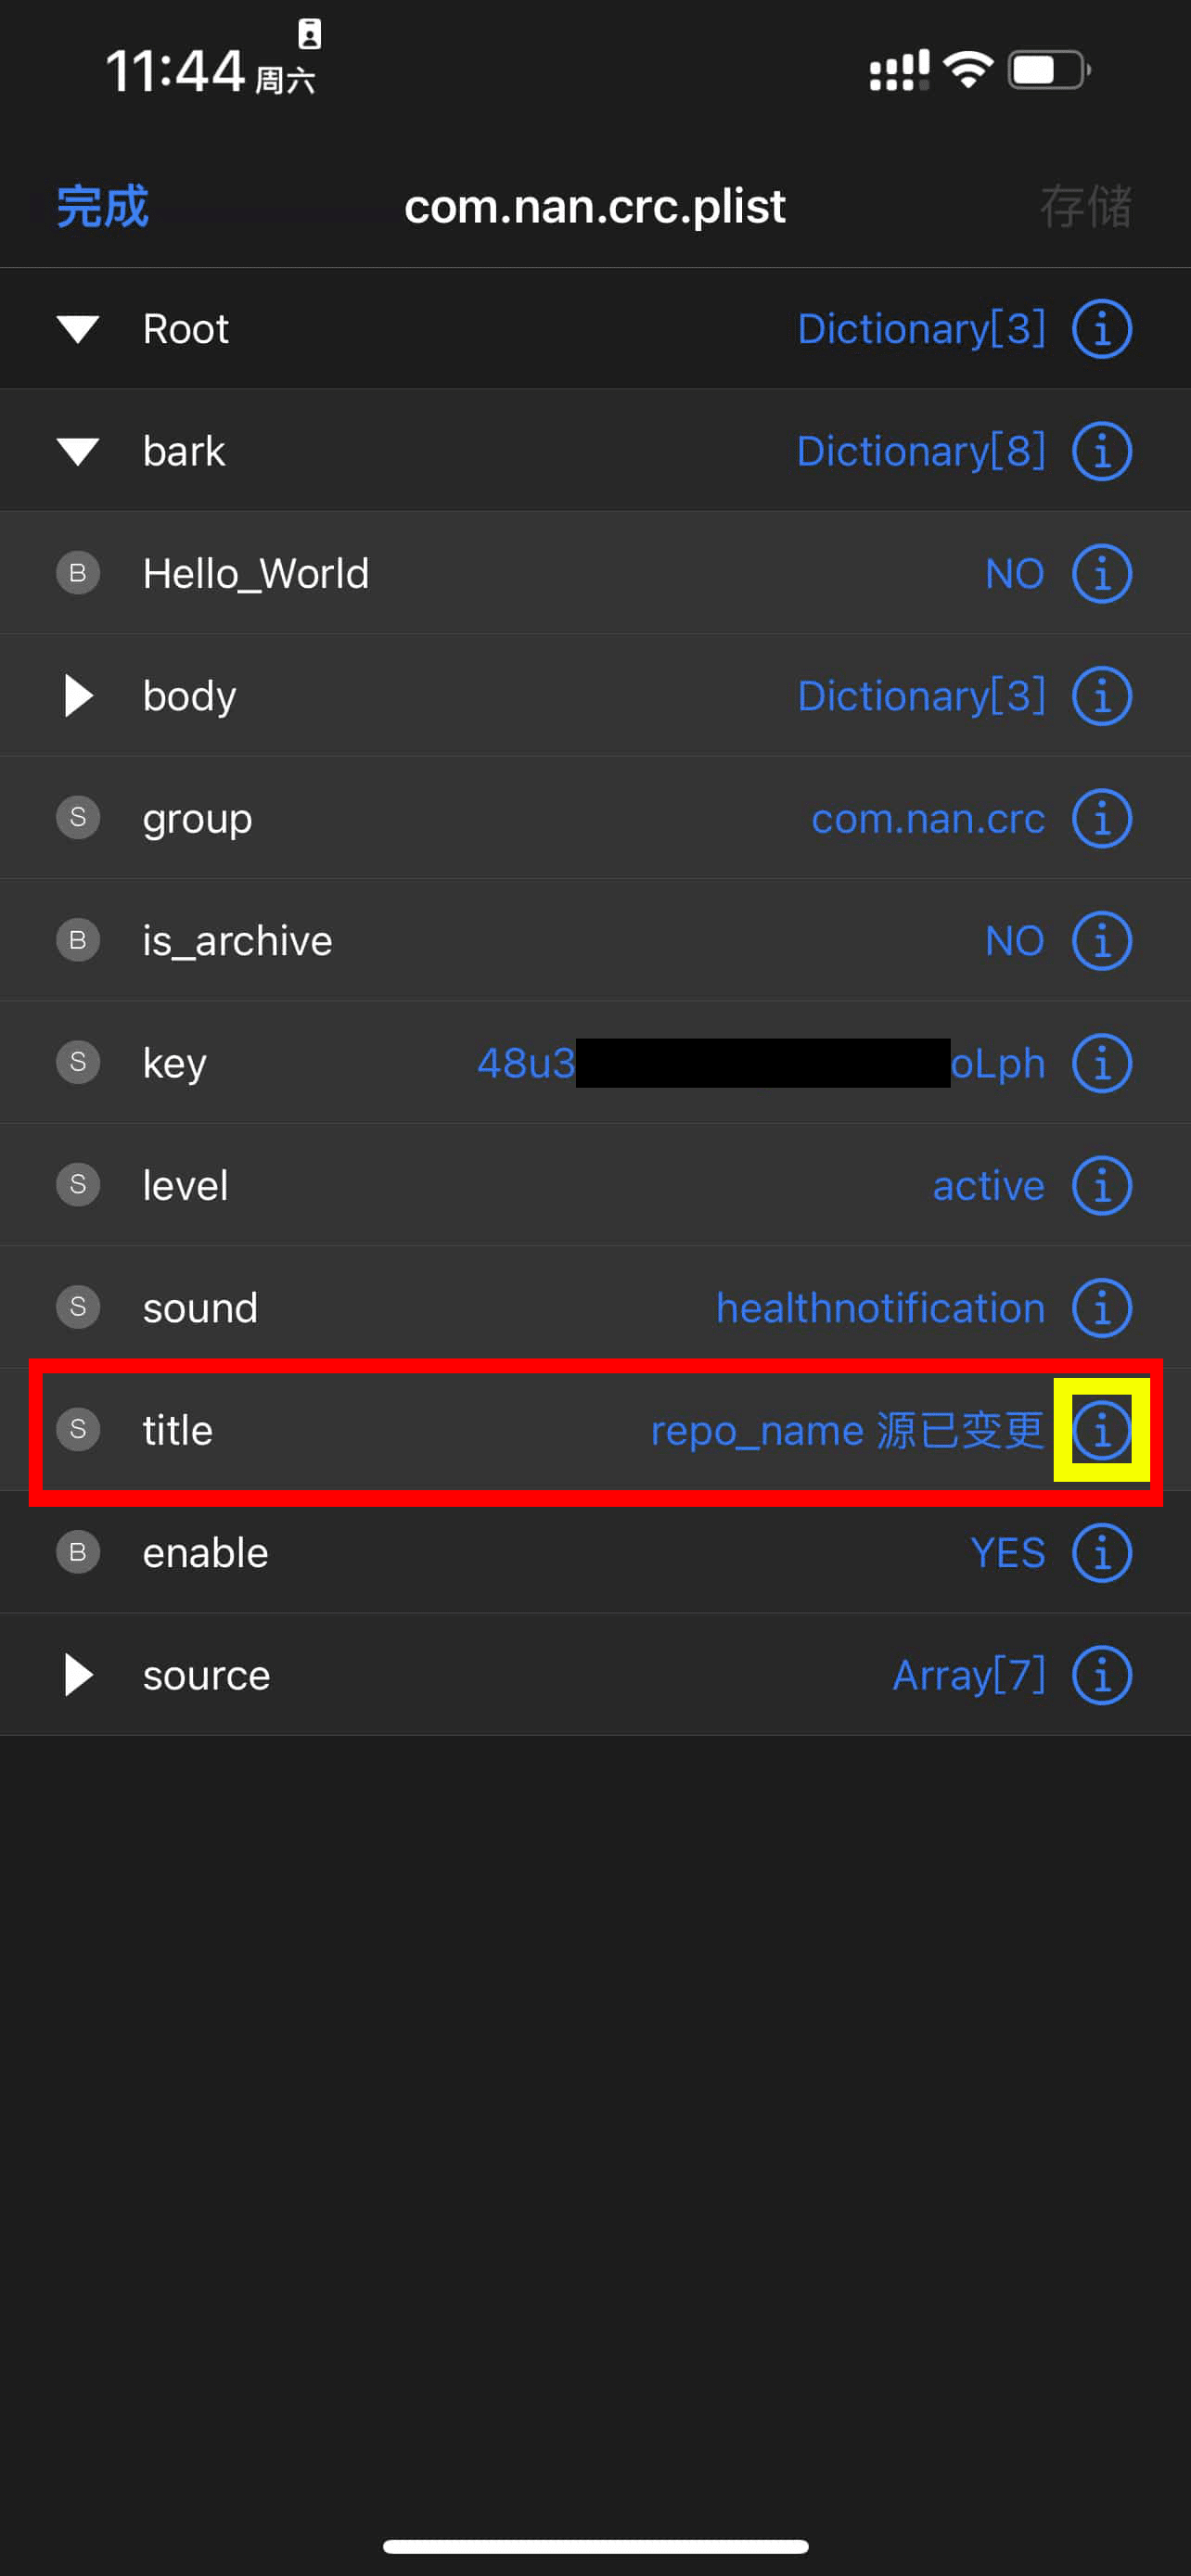 11:44 周六
完成 com.nan.crc.plist 存储
Root Dictionary[3]
bark Dictionary[8]
B Hello_World NO
body Dictionary[3]
S group com.nan.crc
B is_archive NO
S key 48u3 oLph
S level active
S sound healthnotification
S title repo_name 源已变更
B enable YES
source Array[7]